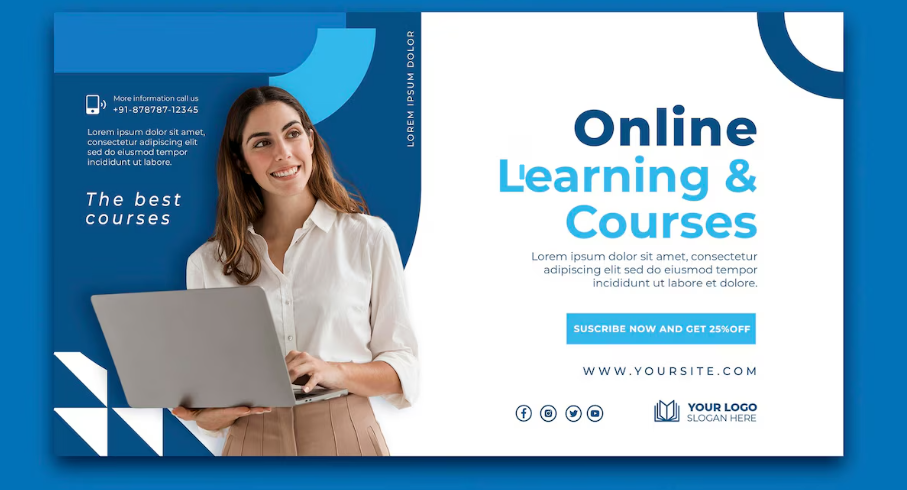 LOREM IPSUM DOLOR
More information call us
+91-878787-12345
Lorem ipsum dolor sit amet,
consectetur adipiscing elit
sed do eiusmod tempor
incididunt ut labore.
The best
courses
Online
Learning &
Courses
Lorem ipsum dolor sit amet, consectetur
adipiscing elit sed do eiusmod tempor
incididunt ut labore et dolore.
SUSCRIBE NOW AND GET 25%OFF
WWW.YOURSITE.COM
YOUR LOGO
SLOGAN HERE